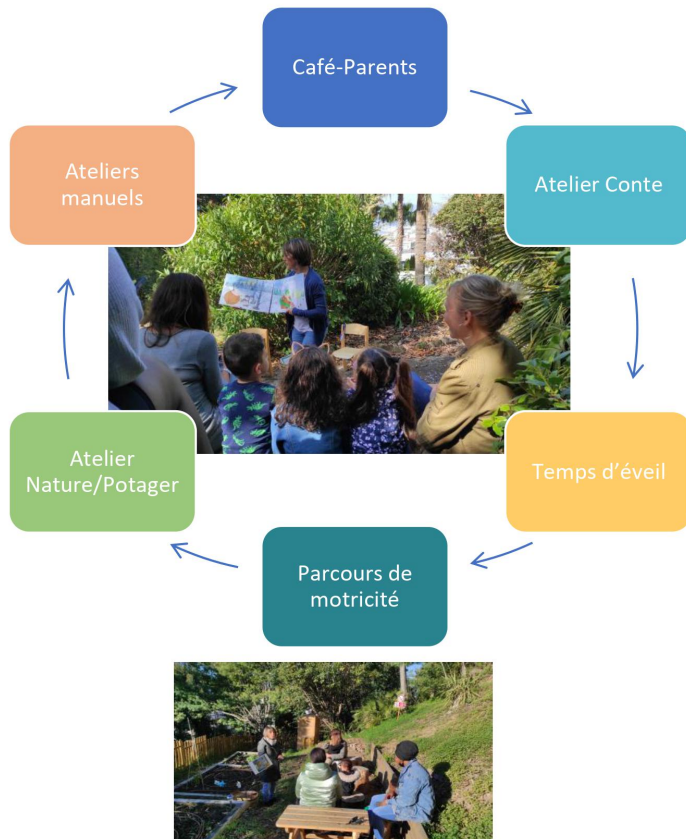 Café-Parents
Atelier Conte
Temps d'éveil
Parcours de
motricité
Atelier
Nature/Potager
Ateliers
manuels